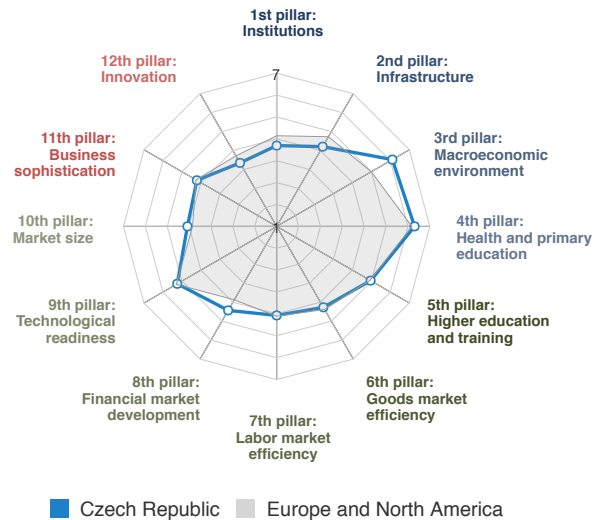 1st pillar:
Institutions
2nd pillar:
Infrastructure
3rd pillar:
Macroeconomic
environment
4th pillar:
Health and primary
education
5th pillar:
Higher education
and training
6th pillar:
Goods market
efficiency
7th pillar:
Labor market
efficiency
8th pillar:
Financial market
development
9th pillar:
Technological
readiness
10th pillar:
Market size
11th pillar:
Business
sophistication
12th pillar:
Innovation
7
1
Czech Republic
Europe and North America